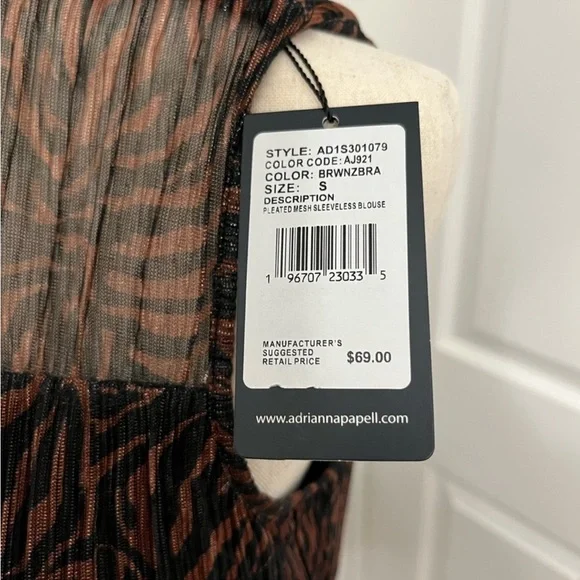 STYLE: AD1S301079
COLOR CODE: AJ921
COLOR: BRWNZBRA
SIZE: S
DESCRIPTION
PLEATED MESH SLEEVELESS BLOUSE
1 96707 23033 5
MANUFACTURER'S
SUGGESTED
RETAIL PRICE $69.00
www.adriannapapell.com